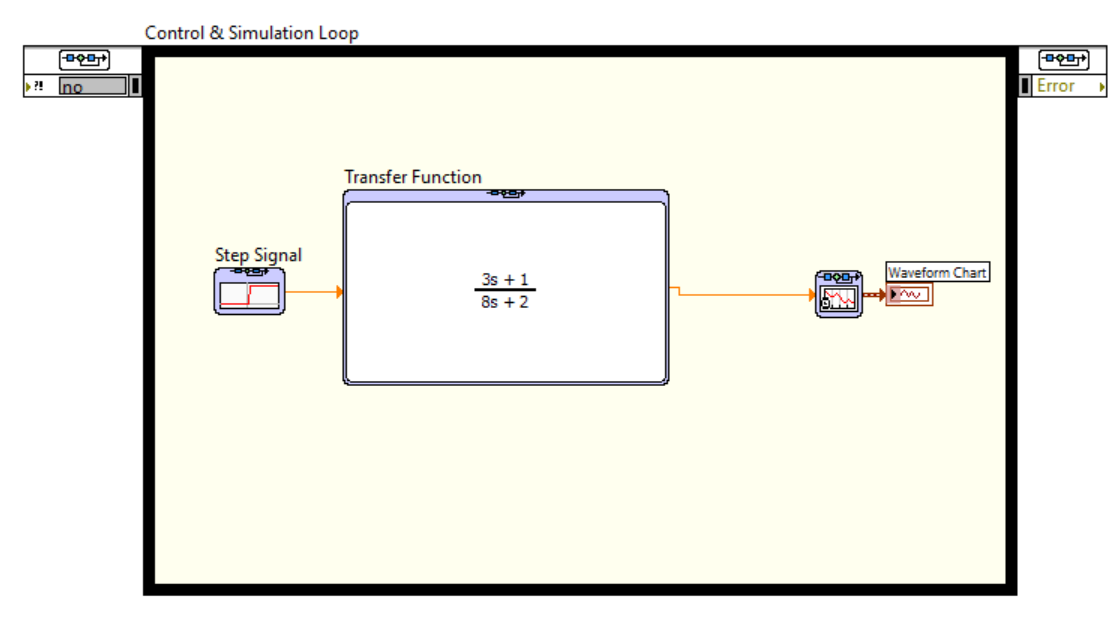 Control & Simulation Loop
?! no
Error
Transfer Function
Step Signal
3s + 1
8s + 2
Waveform Chart